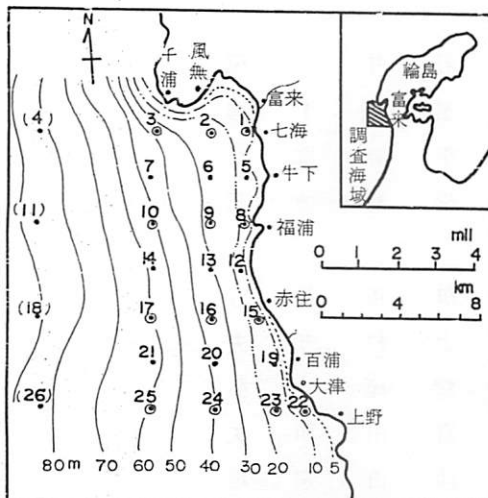 N
千浦
風無
富来
輪島
富来
調査海域
(4) 3 2 1
七海
7 6 5
牛下
(11) 10 9 8
福浦
0 2 4
mil
14 13 12
0 4 8
km
赤住
(18) 17 16 15
21 20 19
百浦
大津
(26) 25 24 23 22
上野
80m 70 60 50 40 30 20 10 5